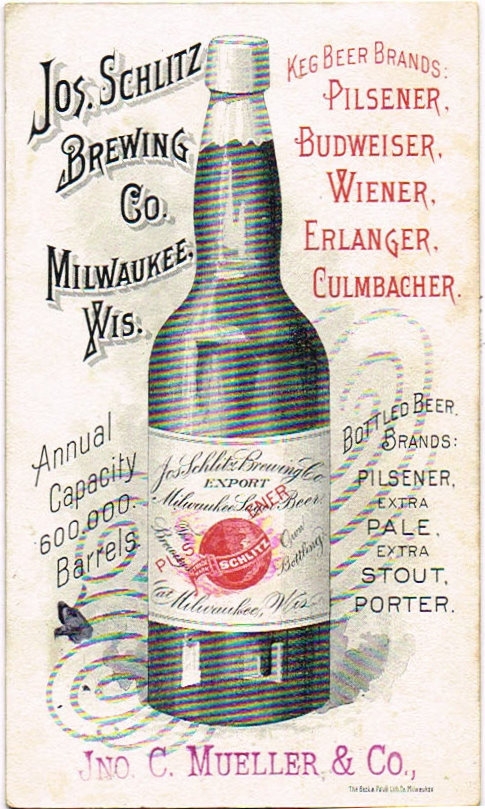 Jos. Schlitz
Brewing
Co.
Milwaukee,
Wis.
Keg Beer Brands:
Pilsener,
Budweiser,
Wiener,
Erlanger,
Culmbacher.
Annual
Capacity
600,000.
Barrels.
Bottled Beer.
Brands:
Pilsener,
Extra
Pale,
Extra
Stout,
Porter.
Jos. Schlitz Brewing Co
EXPORT
Milwaukee Lager Beer.
PILSENER
SCHLITZ
Own
Bottling
Milwaukee, Wis.
Jno. C. Mueller & Co.,